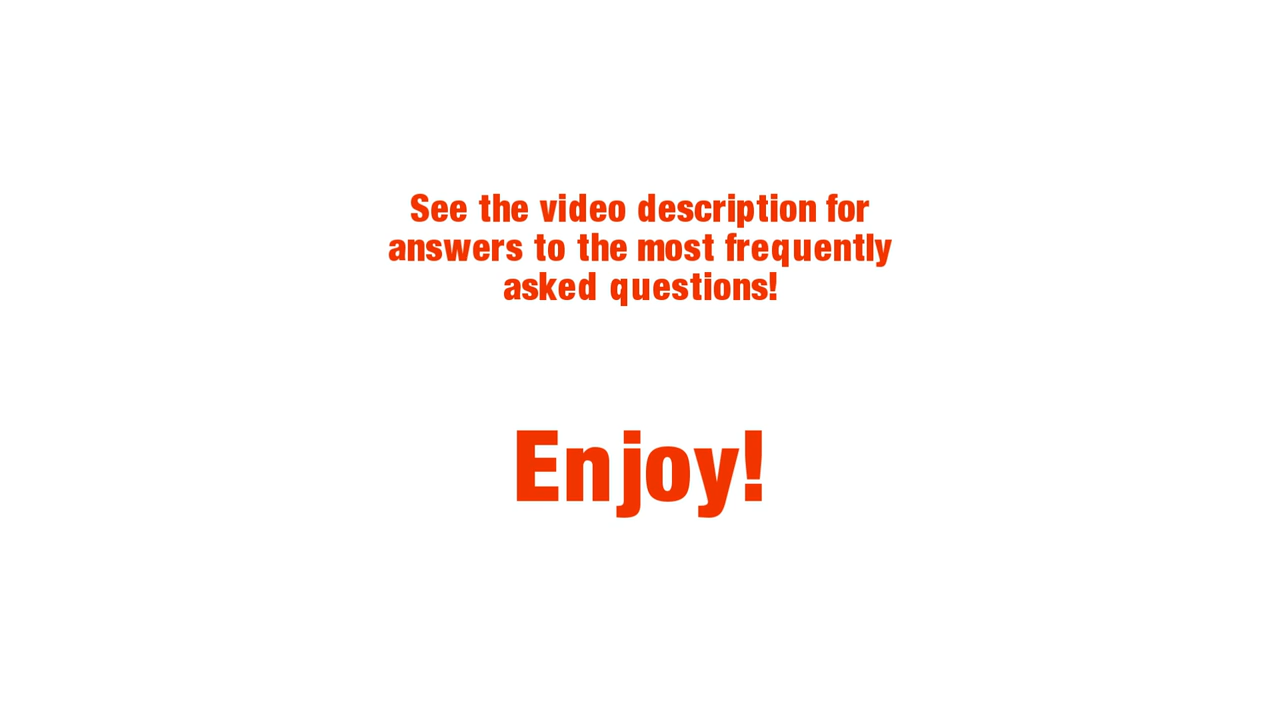 See the video description for
answers to the most frequently
asked questions!
Enjoy!